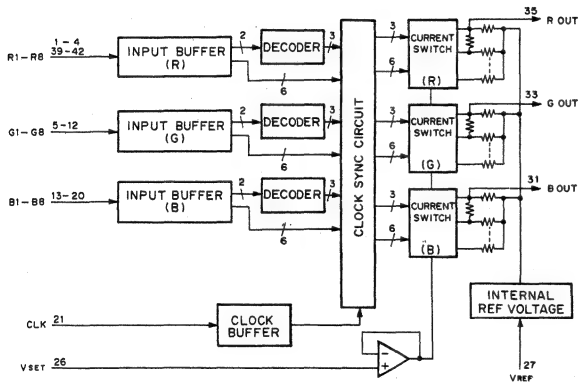 35
R OUT
1-4
R1-R8 39-42
INPUT BUFFER
(R)
2
DECODER
3
6
3
6
CURRENT
SWITCH
(R)
33
G OUT
G1-G8 5-12
INPUT BUFFER
(G)
2
DECODER
3
6
CLOCK SYNC CIRCUIT
3
6
CURRENT
SWITCH
(G)
31
B OUT
B1-B8 13-20
INPUT BUFFER
(B)
2
DECODER
3
6
3
6
CURRENT
SWITCH
(B)
INTERNAL
REF VOLTAGE
CLK 21
CLOCK
BUFFER
-
+
VSET 26
27
VREF